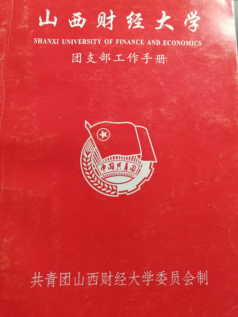 山西财经大学
SHANXI UNIVERSITY OF FINANCE AND ECONOMICS
团支部工作手册
中国共青团
共青团山西财经大学委员会制